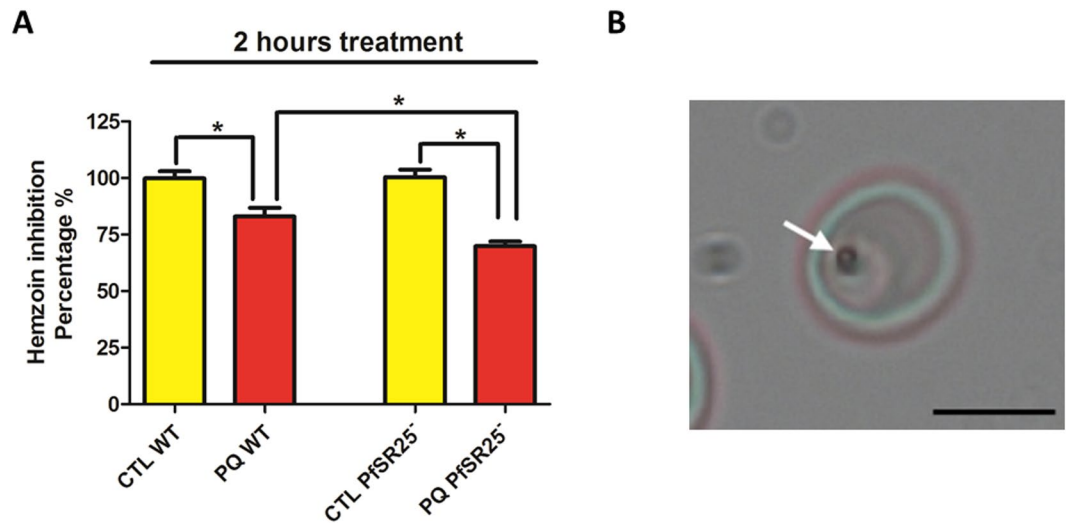 A
B
2 hours treatment
*
*
*
Hemzoin inhibition
Percentage %
125
100
75
50
25
0
CTL WT
PQ WT
CTL PfSR25-
PQ PfSR25-